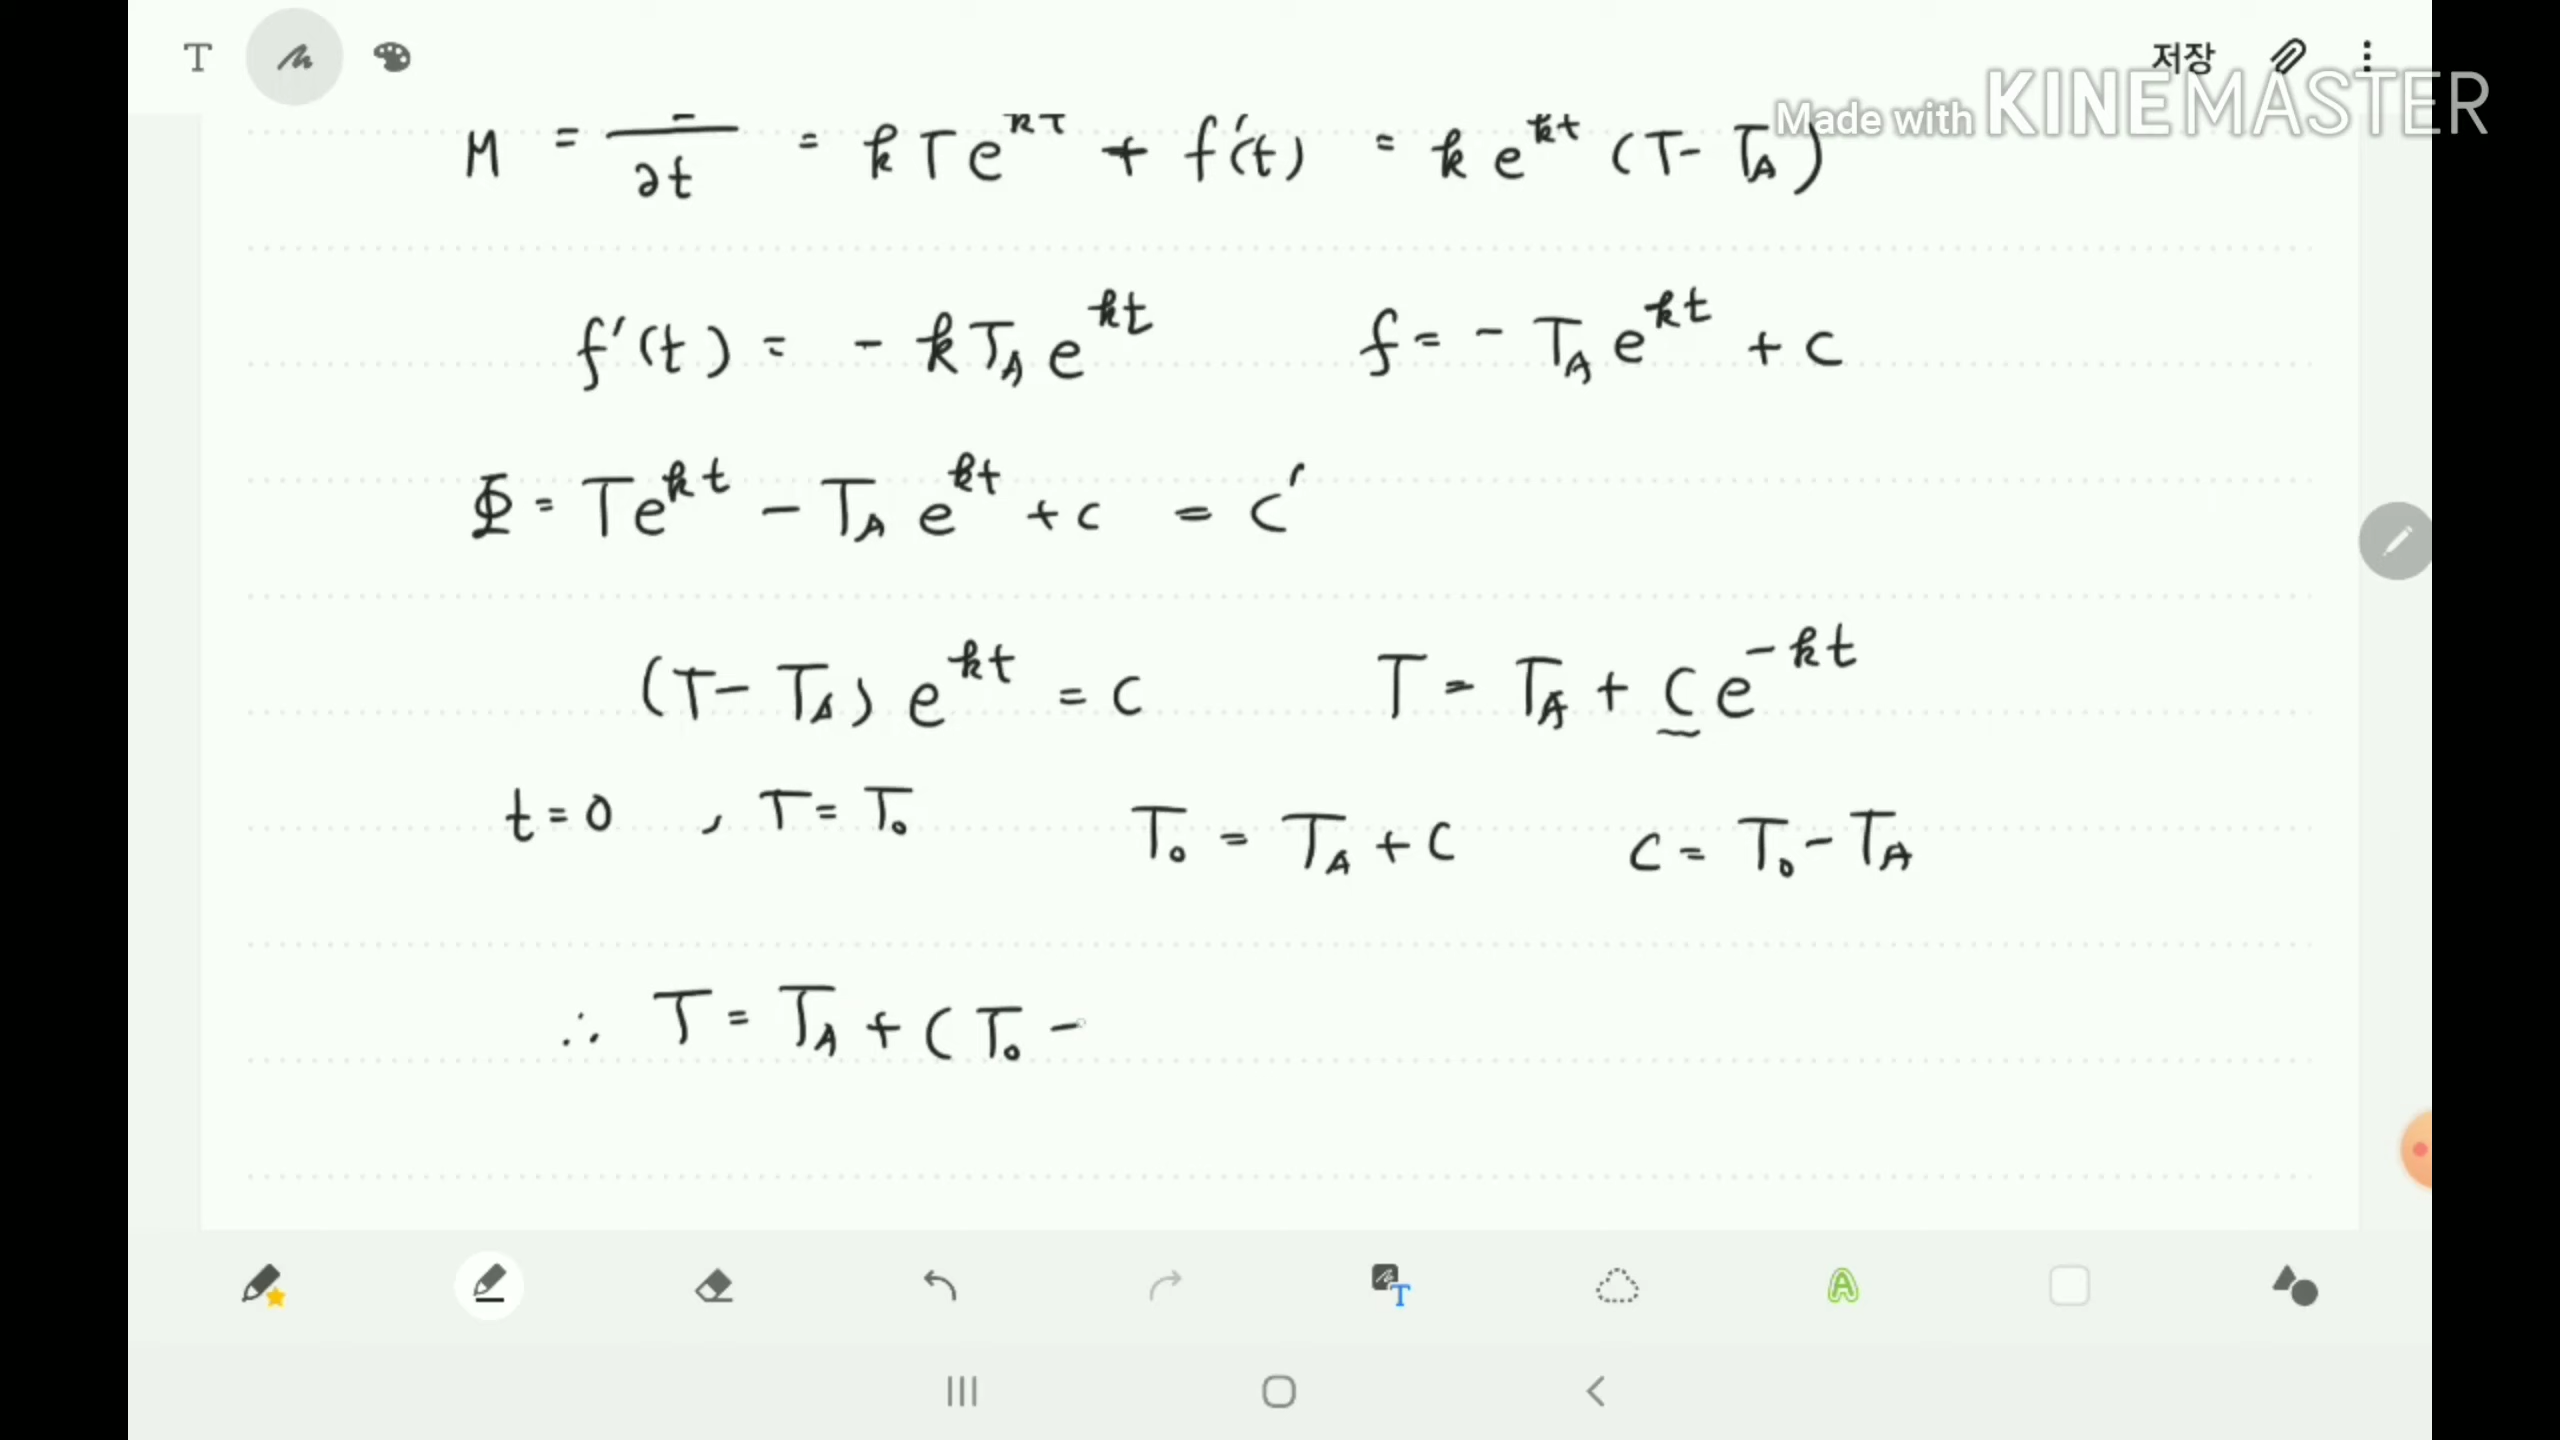 T 저장
Made with KINEMASTER
M = ─/∂t = kTe^{kt} + f'(t) = ke^{kt}(T-T_A)
f'(t) = -kT_A e^{kt} f = -T_A e^{kt} + c
Φ = Te^{kt} - T_A e^{kt} + c = c'
(T-T_A)e^{kt} = c T = T_A + Ce^{-kt}
t=0 , T=T_0 T_0 = T_A + C C = T_0 - T_A
∴ T = T_A + (T_0 -
T
A